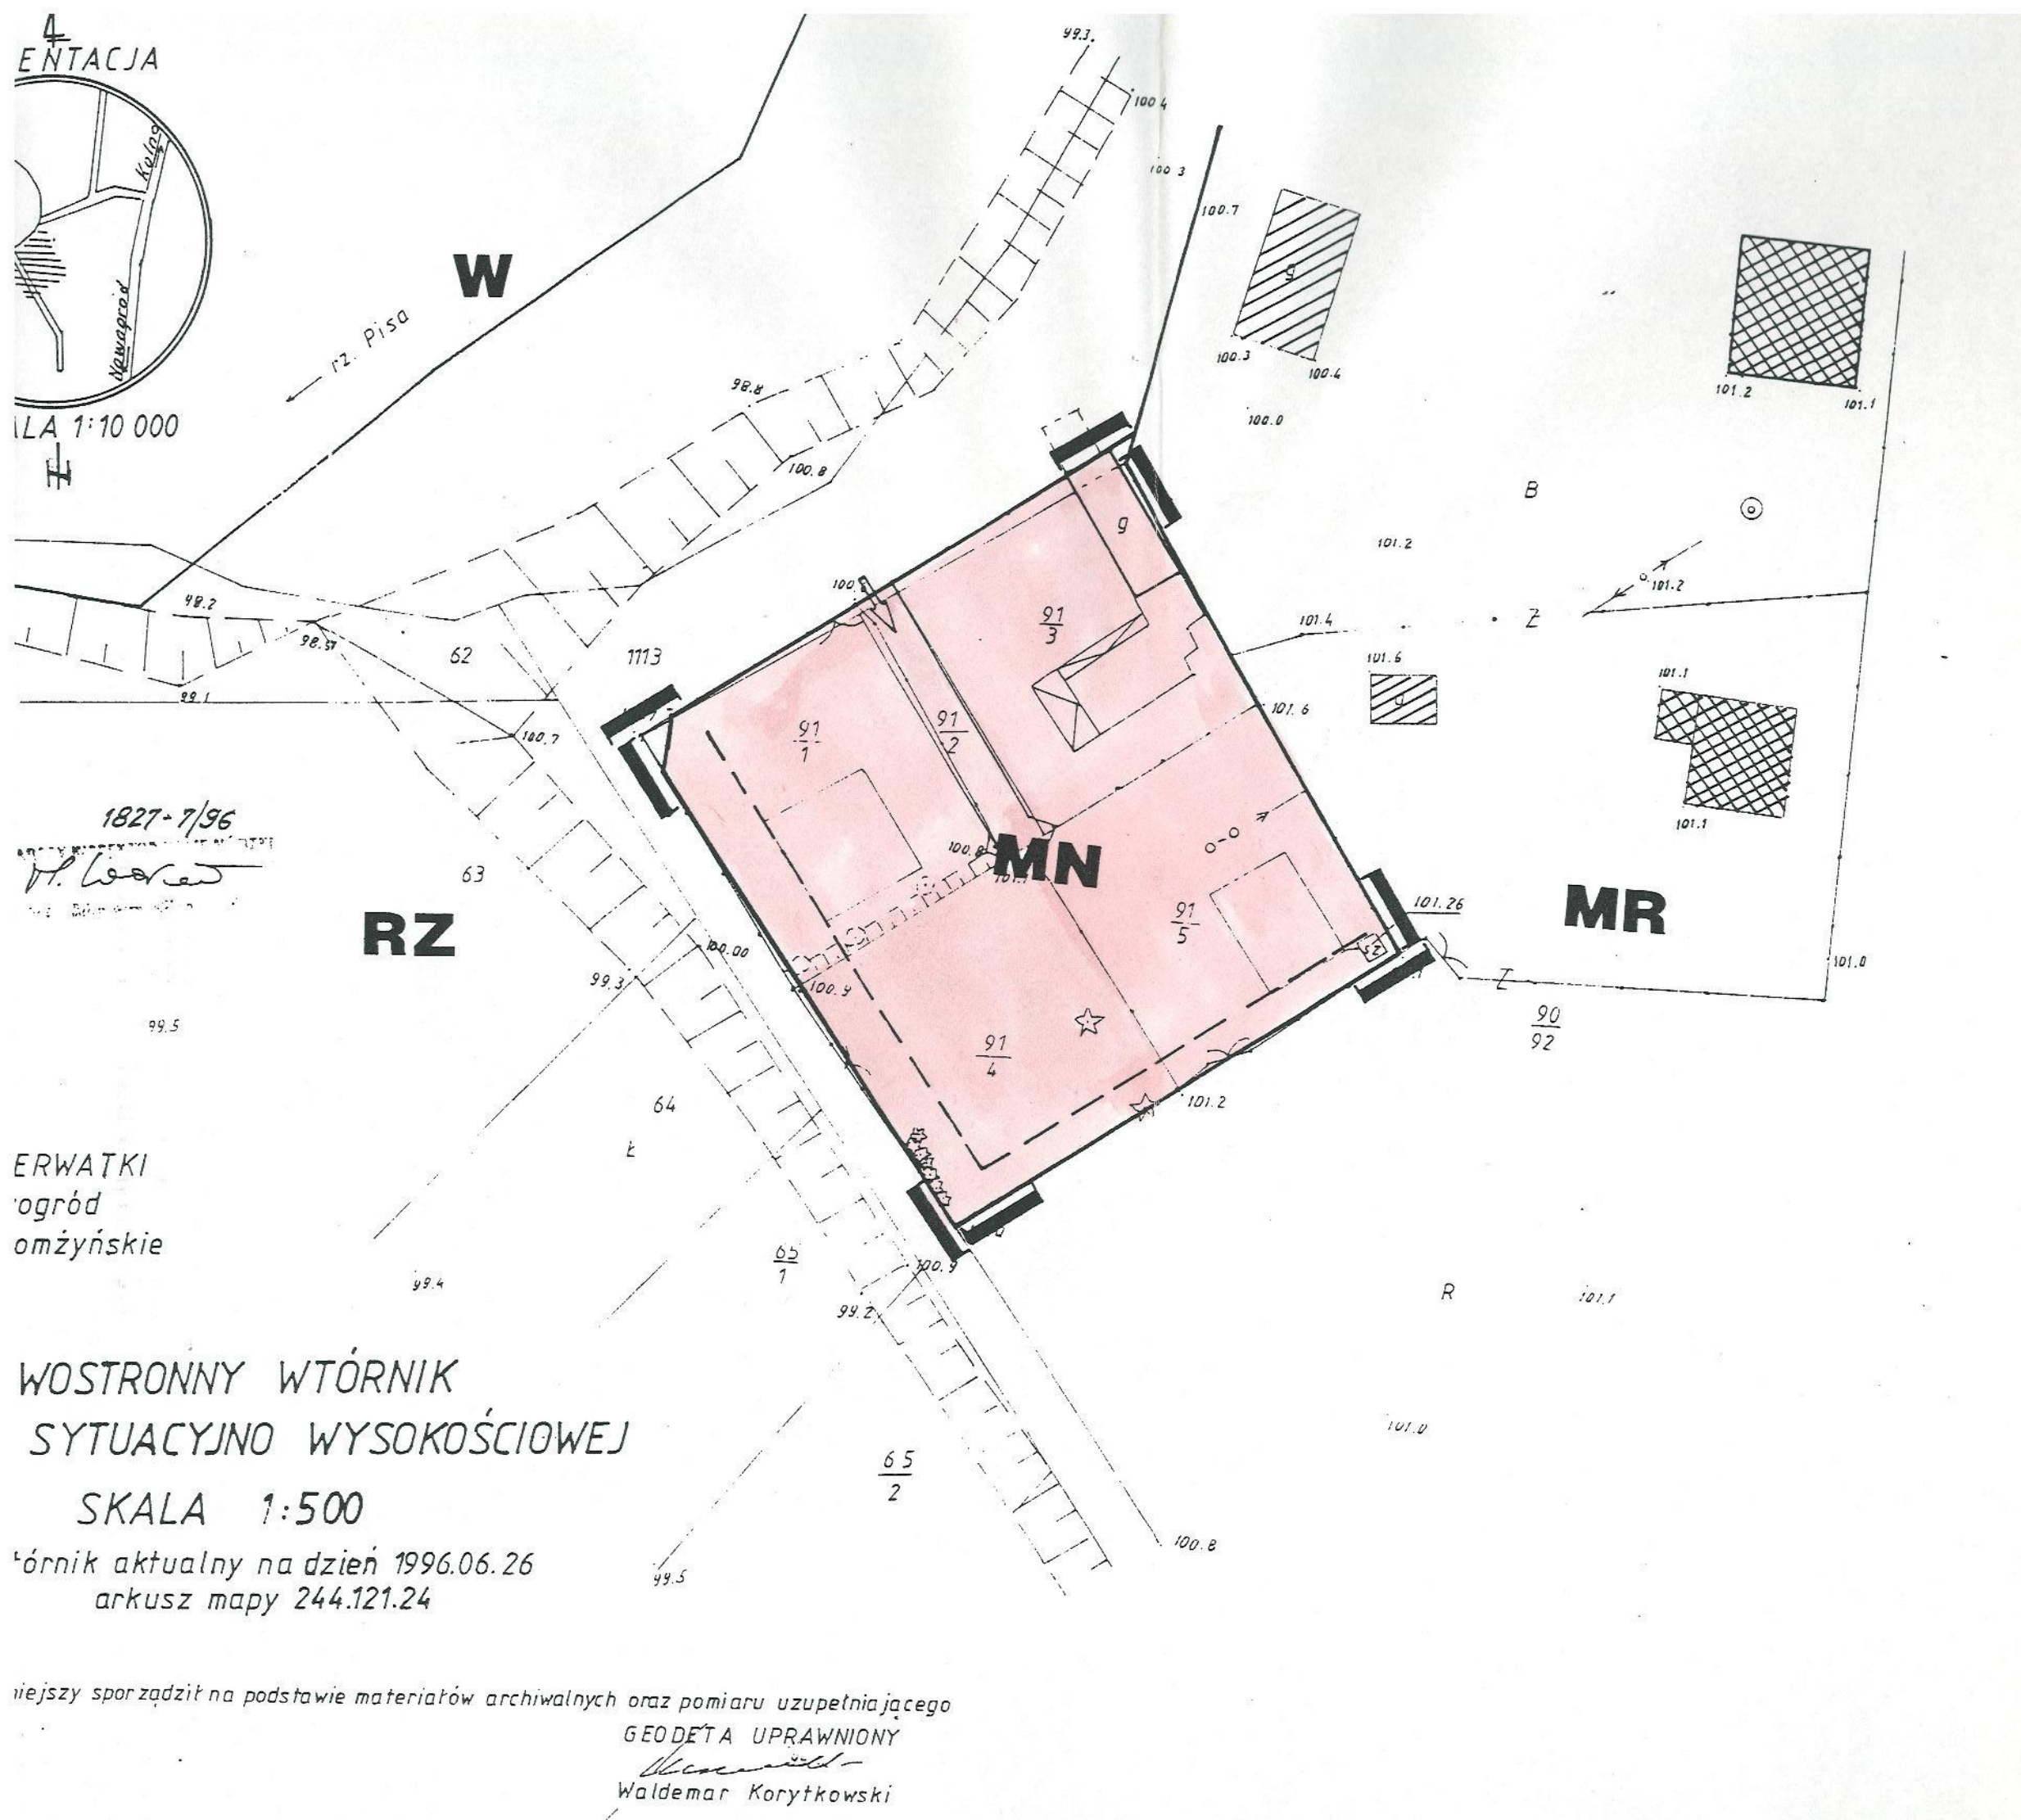 4
ENTACJA
Kolno
Nowogród
ALA 1:10 000
W
rz. Pisa
99.3
100.4
100.3
100.7
g
100.3
100.4
100.0
101.2
101.1
98.8
100.8
B
101.2
g
101.2
98.2
98.5
99.1
62
1113
100.7
91
3
101.4
Ż
101.6
101.1
101.6
91
1
91
2
101.1
1827-7/96
63
RZ
100.8
MN
91
5
101.26
MR
101.0
Ż
90
92
100.00
99.3
100.9
99.5
91
4
64
Ł
101.2
ERWATKI
ogród
omżyńskie
65
1
100.9
99.2
99.4
R
101.1
101.0
WOSTRONNY WTÓRNIK
SYTUACYJNO WYSOKOŚCIOWEJ
65
2
SKALA 1:500
tórnik aktualny na dzień 1996.06.26
arkusz mapy 244.121.24
99.5
100.8
niejszy sporządził na podstawie materiałów archiwalnych oraz pomiaru uzupełniającego
GEODETA UPRAWNIONY
Waldemar Korytkowski